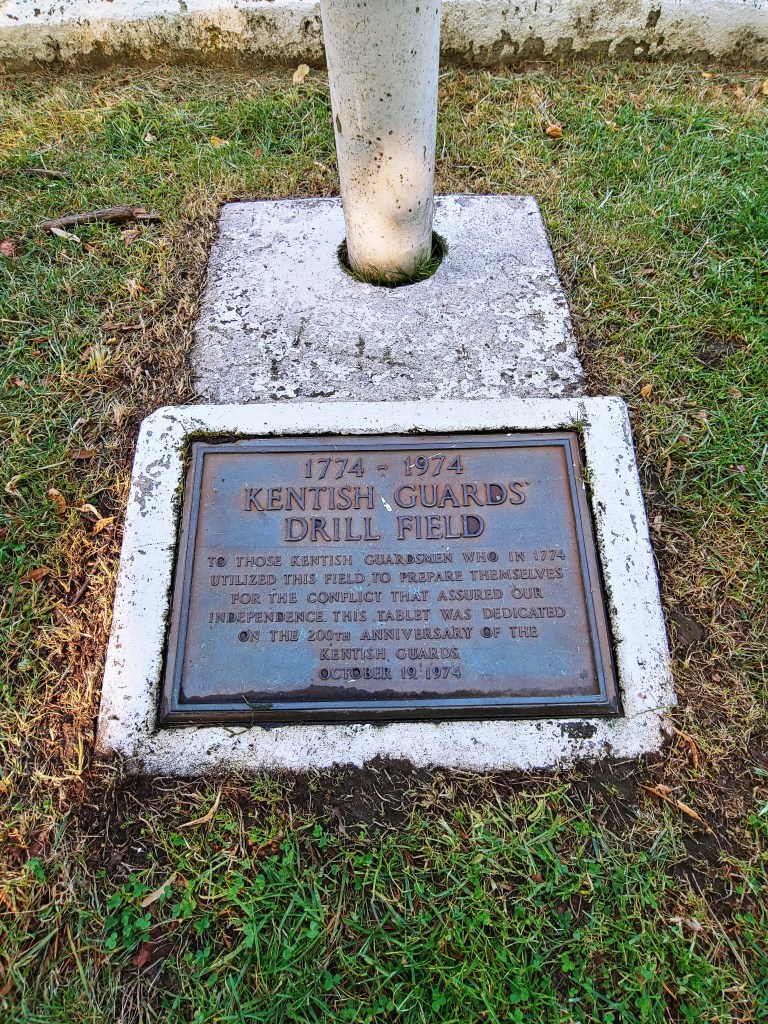 1774 - 1974
KENTISH GUARDS'
DRILL FIELD
TO THOSE KENTISH GUARDSMEN WHO IN 1774
UTILIZED THIS FIELD TO PREPARE THEMSELVES
FOR THE CONFLICT THAT ASSURED OUR
INDEPENDENCE. THIS TABLET WAS DEDICATED
ON THE 200TH ANNIVERSARY OF THE
KENTISH GUARDS.
OCTOBER 19, 1974